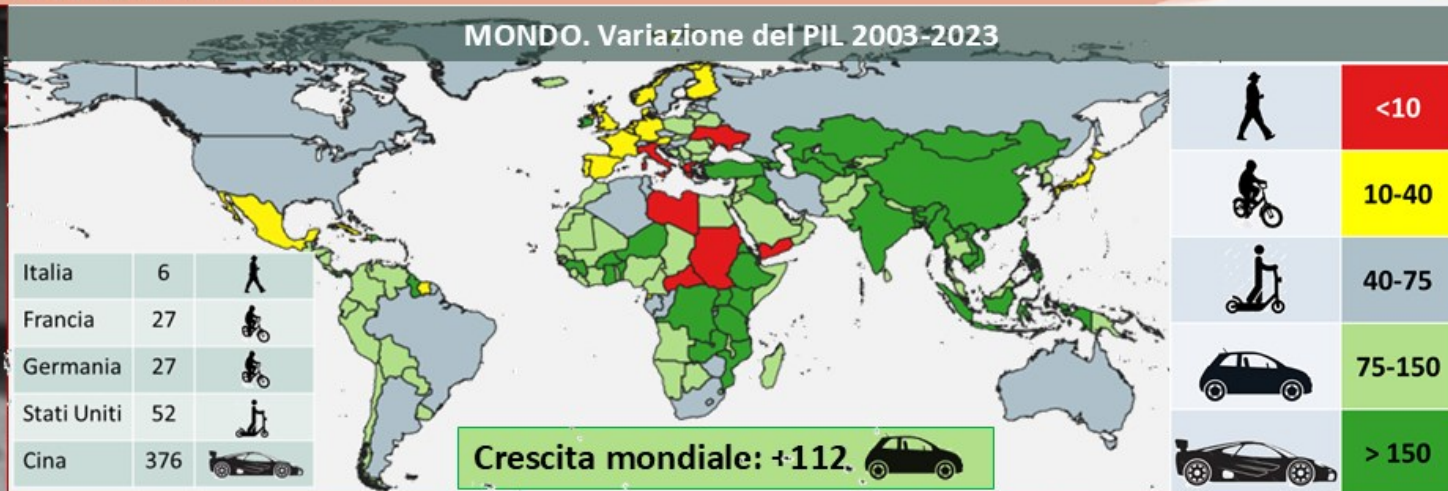 MONDO. Variazione del PIL 2003-2023
<10
10-40
40-75
75-150
> 150
Italia 6
Francia 27
Germania 27
Stati Uniti 52
Cina 376
Crescita mondiale: +112